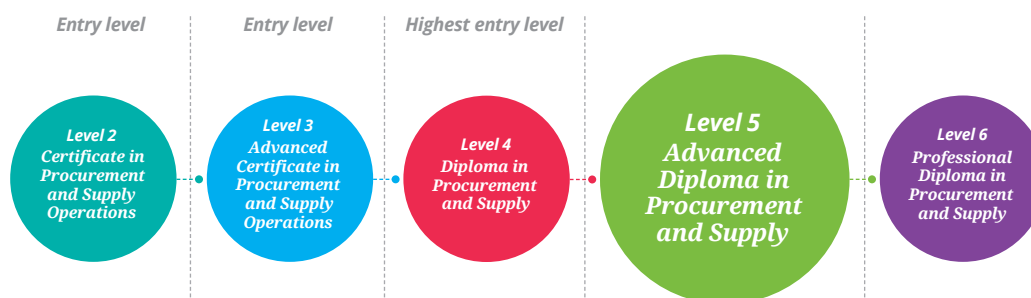 Entry level
Entry level
Highest entry level
Level 2
Certificate in
Procurement
and Supply
Operations
Level 3
Advanced
Certificate in
Procurement
and Supply
Operations
Level 4
Diploma in
Procurement
and Supply
Level 5
Advanced
Diploma in
Procurement
and Supply
Level 6
Professional
Diploma in
Procurement
and Supply